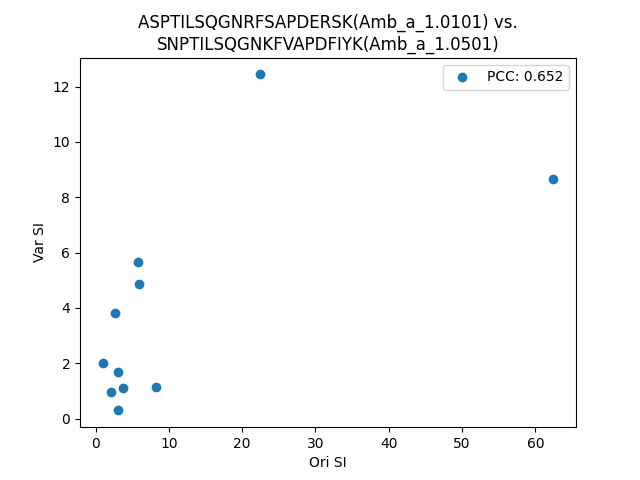 ASPTILSQGNRFSAPDERSK(Amb_a_1.0101) vs.
SNPTILSQGNKFVAPDFIYK(Amb_a_1.0501)
PCC: 0.652
12
10
8
6
4
2
0
Var SI
0 10 20 30 40 50 60
Ori SI